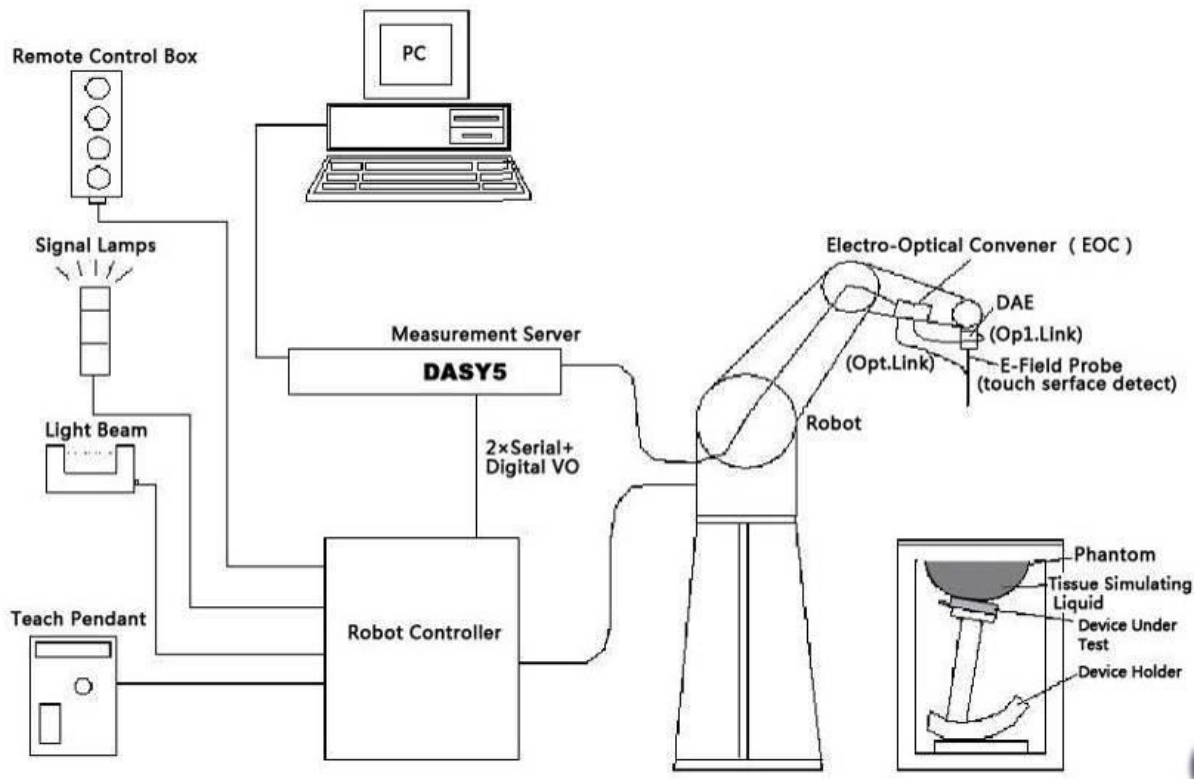 Remote Control Box
PC
Signal Lamps
Electro-Optical Convener ( EOC )
DAE
(Op1.Link)
Measurement Server
DASY5
(Opt.Link)
E-Field Probe
(touch serface detect)
Light Beam
2×Serial+
Digital VO
Robot
Phantom
Tissue Simulating
Liquid
Device Under
Test
Teach Pendant
Robot Controller
Device Holder